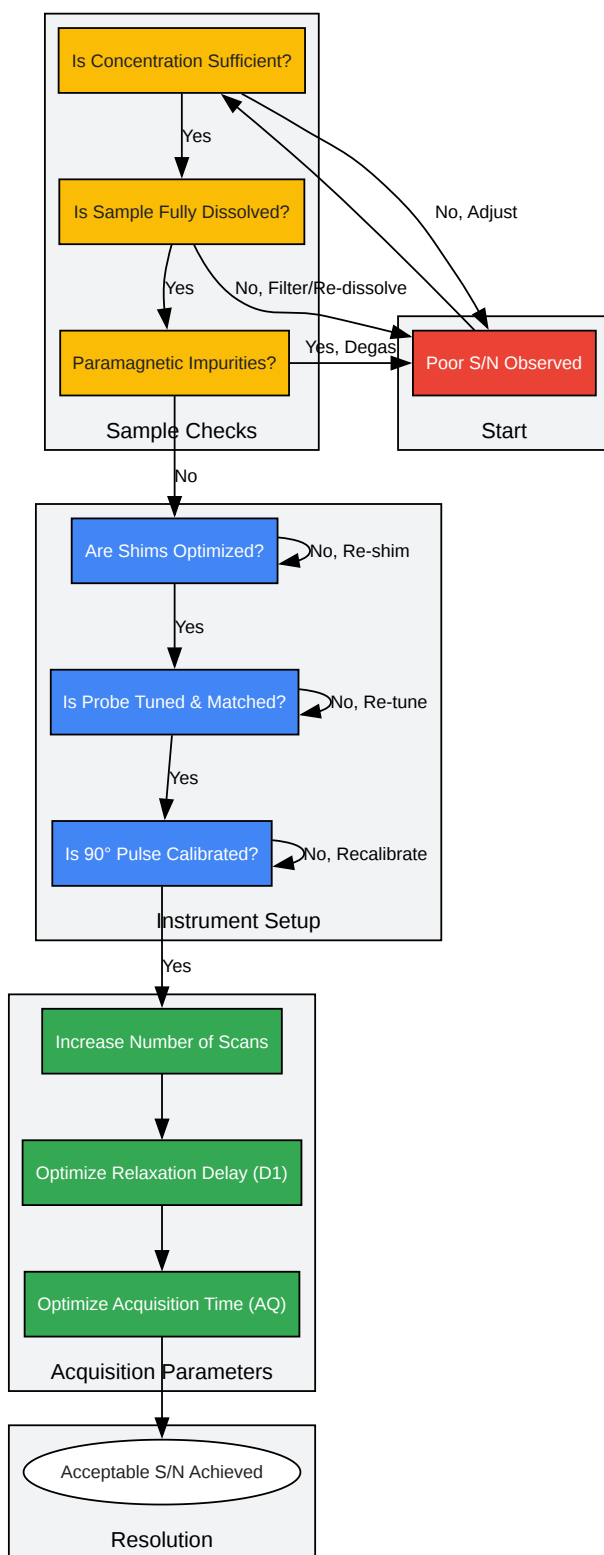 Is Concentration Sufficient?
Yes
No, Adjust
Is Sample Fully Dissolved?
Yes
No, Filter/Re-dissolve
Paramagnetic Impurities?
Yes, Degas
Poor S/N Observed
Sample Checks
Start
No
Are Shims Optimized?
No, Re-shim
Yes
Is Probe Tuned & Matched?
No, Re-tune
Yes
Is 90° Pulse Calibrated?
No, Recalibrate
Instrument Setup
Yes
Increase Number of Scans
Optimize Relaxation Delay (D1)
Optimize Acquisition Time (AQ)
Acquisition Parameters
Acceptable S/N Achieved
Resolution